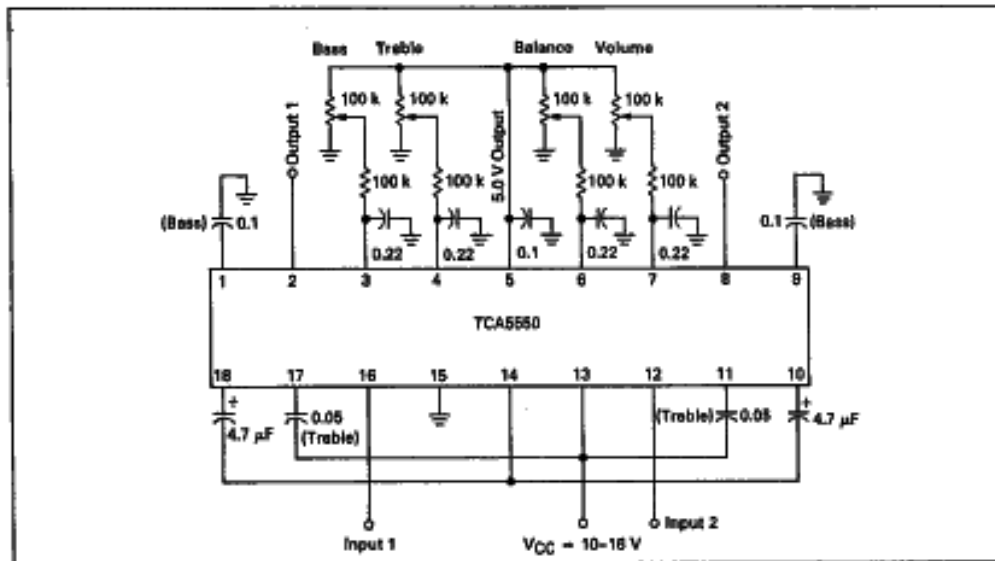 Bass Treble Balance Volume
100 k 100 k 100 k 100 k
Output 1
5.0 V Output
Output 2
100 k 100 k 100 k 100 k
(Bass) 0.1
0.22 0.22 0.1 0.22 0.22
0.1 (Bass)
1 2 3 4 5 6 7 8 9
TCA5550
18 17 16 15 14 13 12 11 10
+
4.7 µF
0.05
(Treble)
(Treble) 0.05
+
4.7 µF
Input 1
VCC = 10–16 V
Input 2